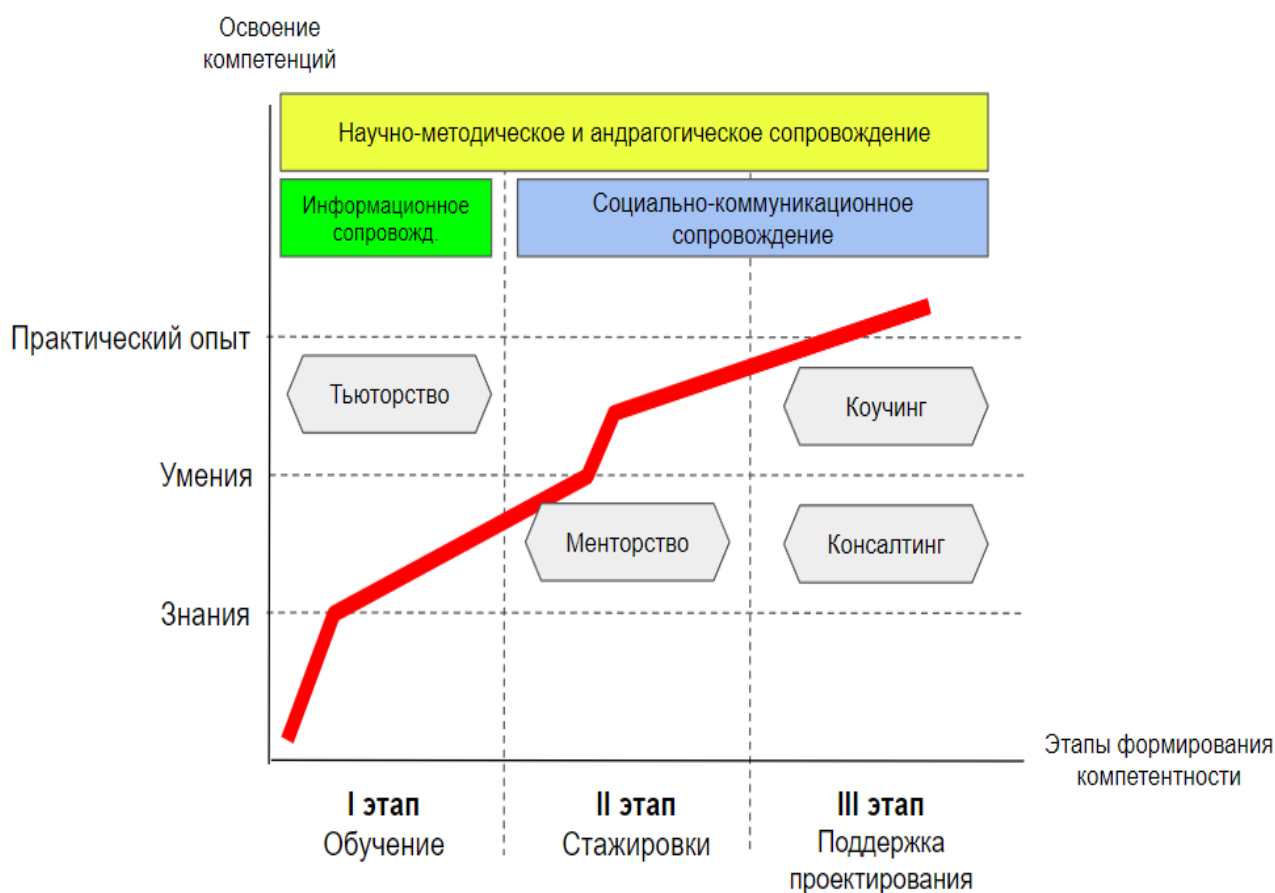 Освоение
компетенций
Научно-методическое и андрагогическое сопровождение
Информационное
сопровожд.
Социально-коммуникационное
сопровождение
Практический опыт
Тьюторство
Коучинг
Умения
Менторство
Консалтинг
Знания
Этапы формирования
компетентности
I этап
Обучение
II этап
Стажировки
III этап
Поддержка
проектирования